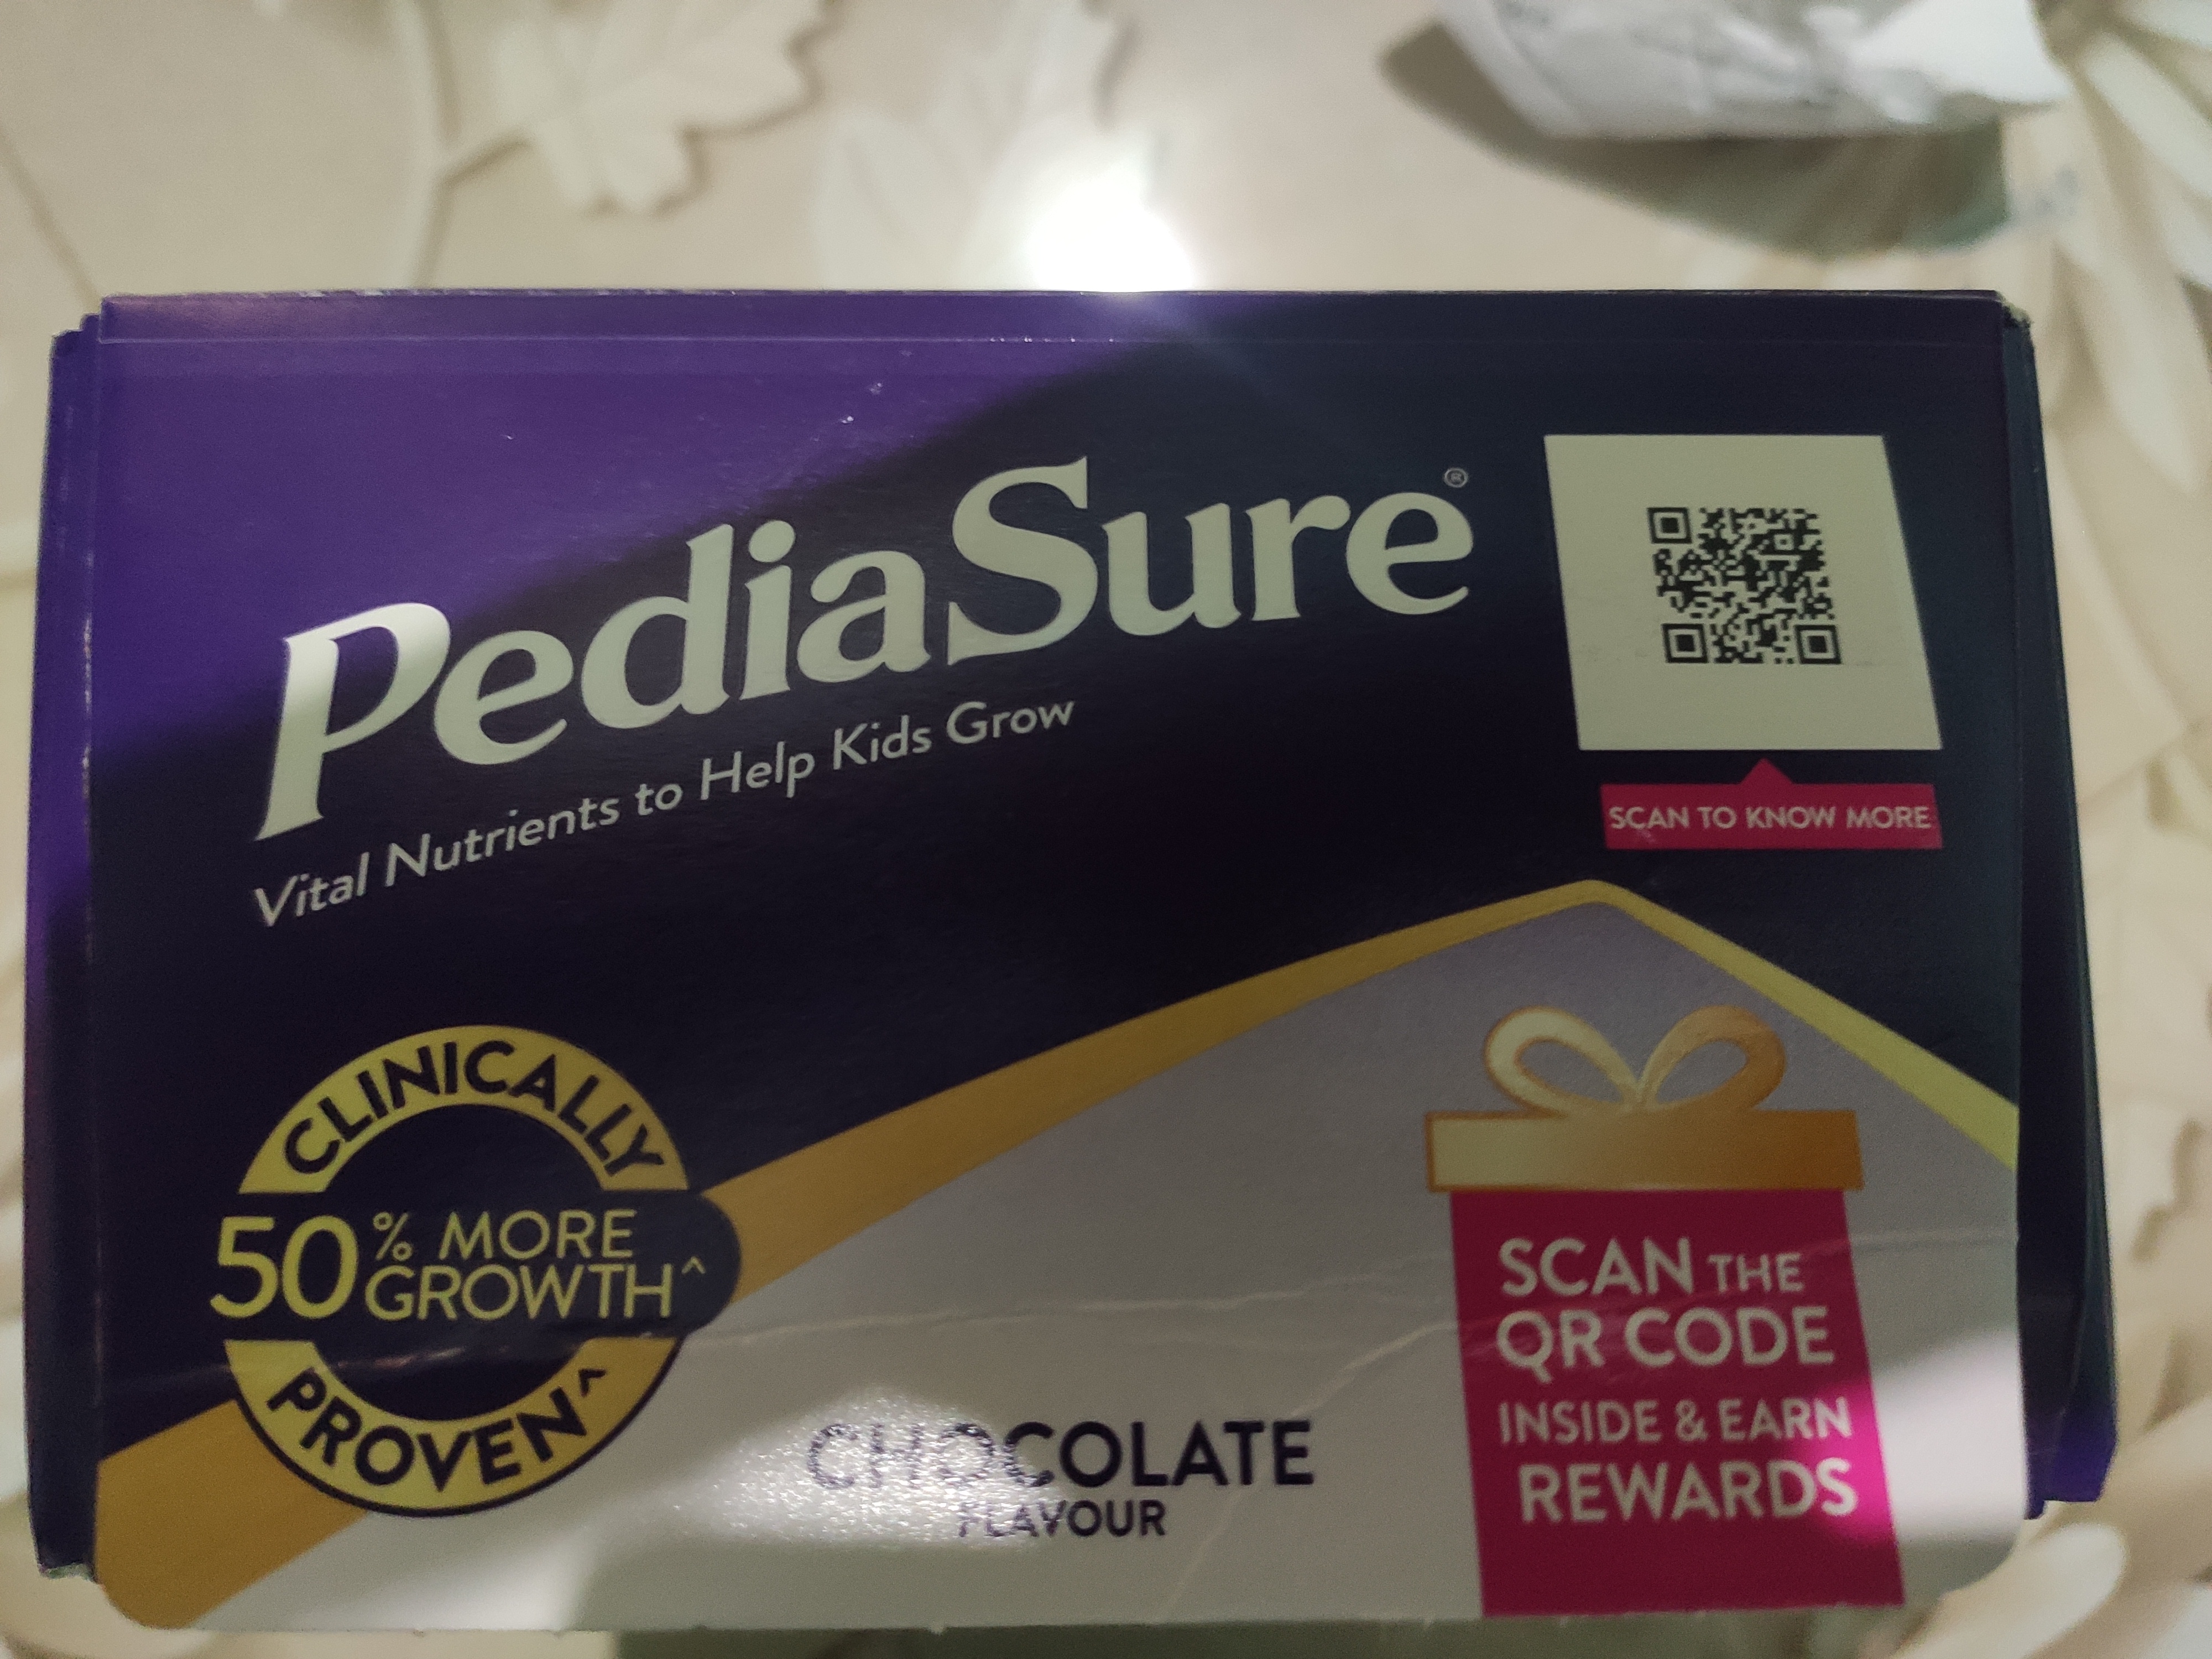 PediaSure®
Vital Nutrients to Help Kids Grow
SCAN TO KNOW MORE
CLINICALLY
50% MORE
GROWTH^
PROVEN^
CHOCOLATE
FLAVOUR
SCAN THE
QR CODE
INSIDE & EARN
REWARDS